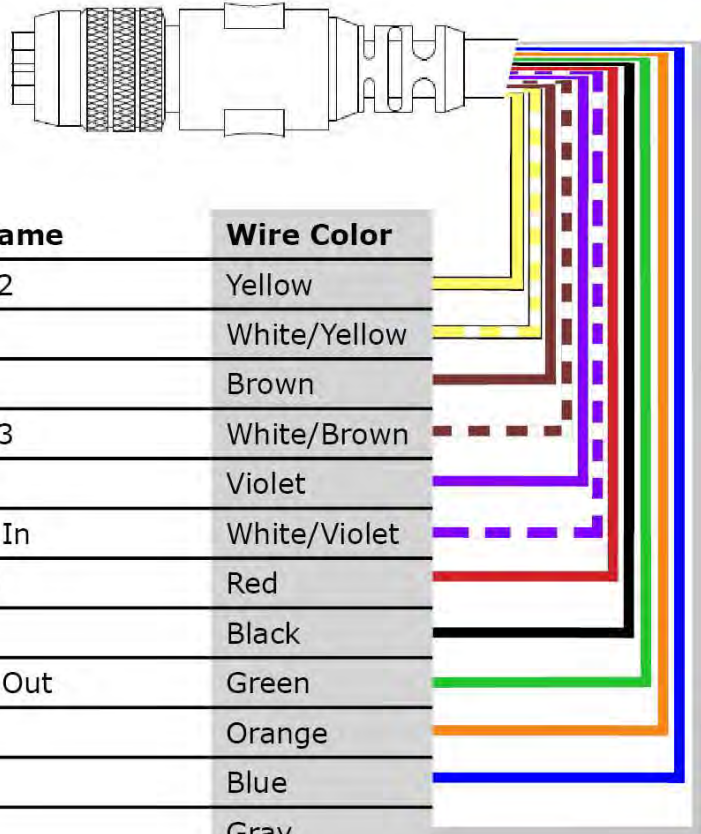 ame Wire Color
2 Yellow
White/Yellow
Brown
3 White/Brown
Violet
In White/Violet
Red
Black
Out Green
Orange
Blue
Gray